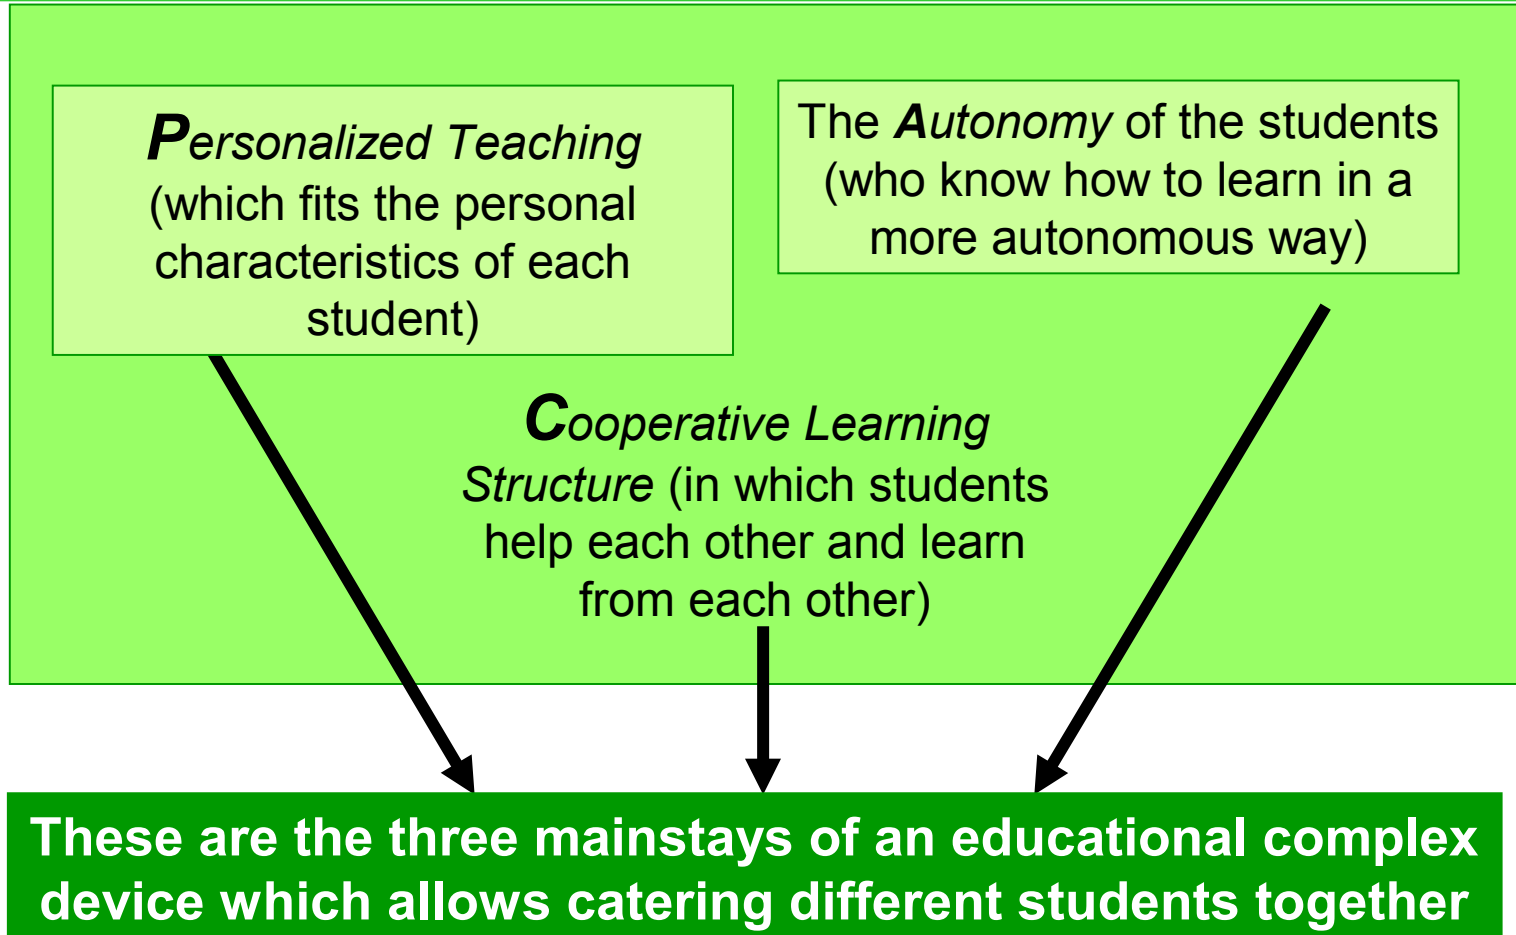 Personalized Teaching
(which fits the personal
characteristics of each
student)
The Autonomy of the students
(who know how to learn in a
more autonomous way)
Cooperative Learning
Structure (in which students
help each other and learn
from each other)
These are the three mainstays of an educational complex
device which allows catering different students together